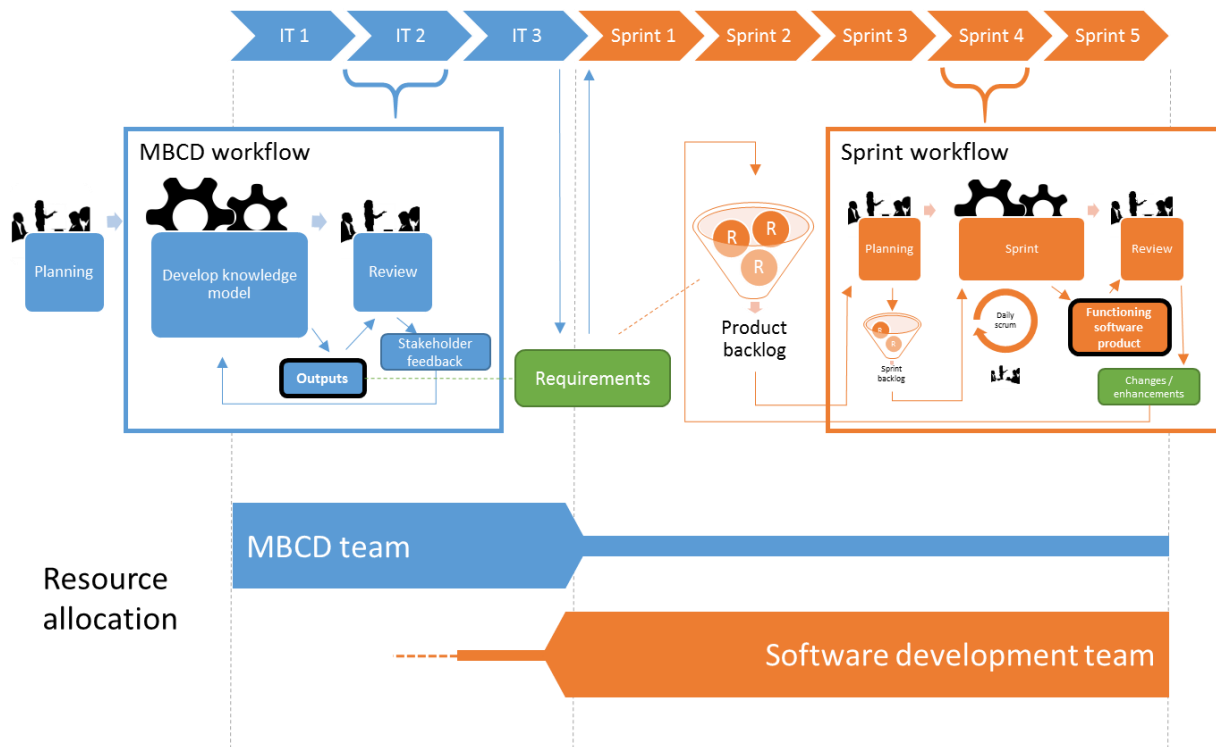 IT 1
IT 2
IT 3
Sprint 1
Sprint 2
Sprint 3
Sprint 4
Sprint 5
MBCD workflow
Planning
Develop knowledge
model
Review
Outputs
Stakeholder
feedback
Requirements
R
R
R
Product
backlog
Sprint workflow
Planning
Sprint
Review
R
R
Sprint
backlog
Daily
scrum
Functioning
software
product
Changes /
enhancements
Resource
allocation
MBCD team
Software development team